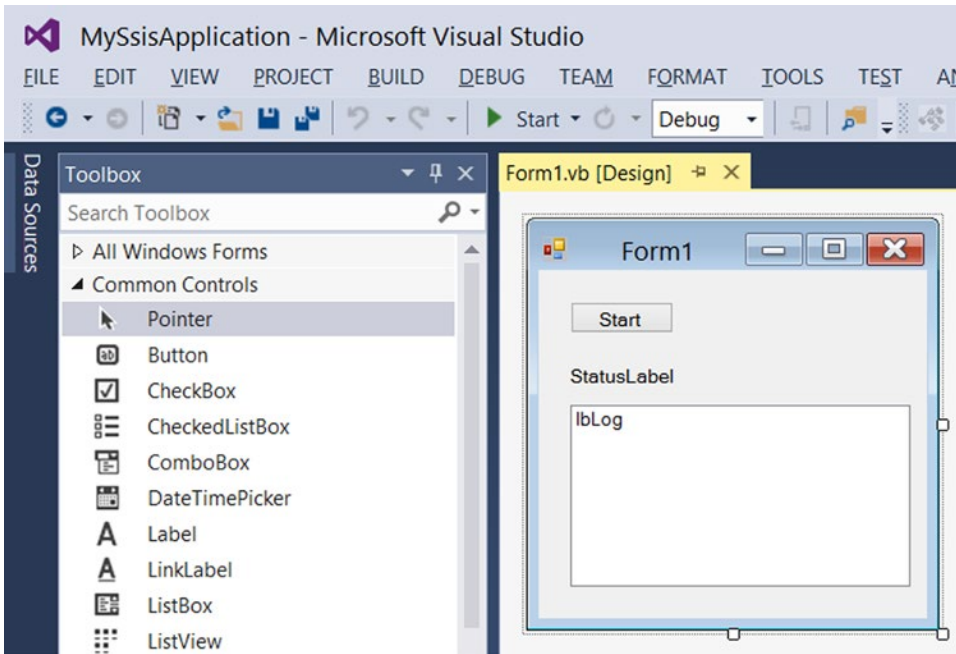 MySsisApplication - Microsoft Visual Studio
FILE EDIT VIEW PROJECT BUILD DEBUG TEAM FORMAT TOOLS TEST
Start Debug
Data Sources
Toolbox
Form1.vb [Design]
Search Toolbox
All Windows Forms
Common Controls
Pointer
Button
CheckBox
CheckedListBox
ComboBox
DateTimePicker
Label
LinkLabel
ListBox
ListView
Form1
Start
StatusLabel
lbLog